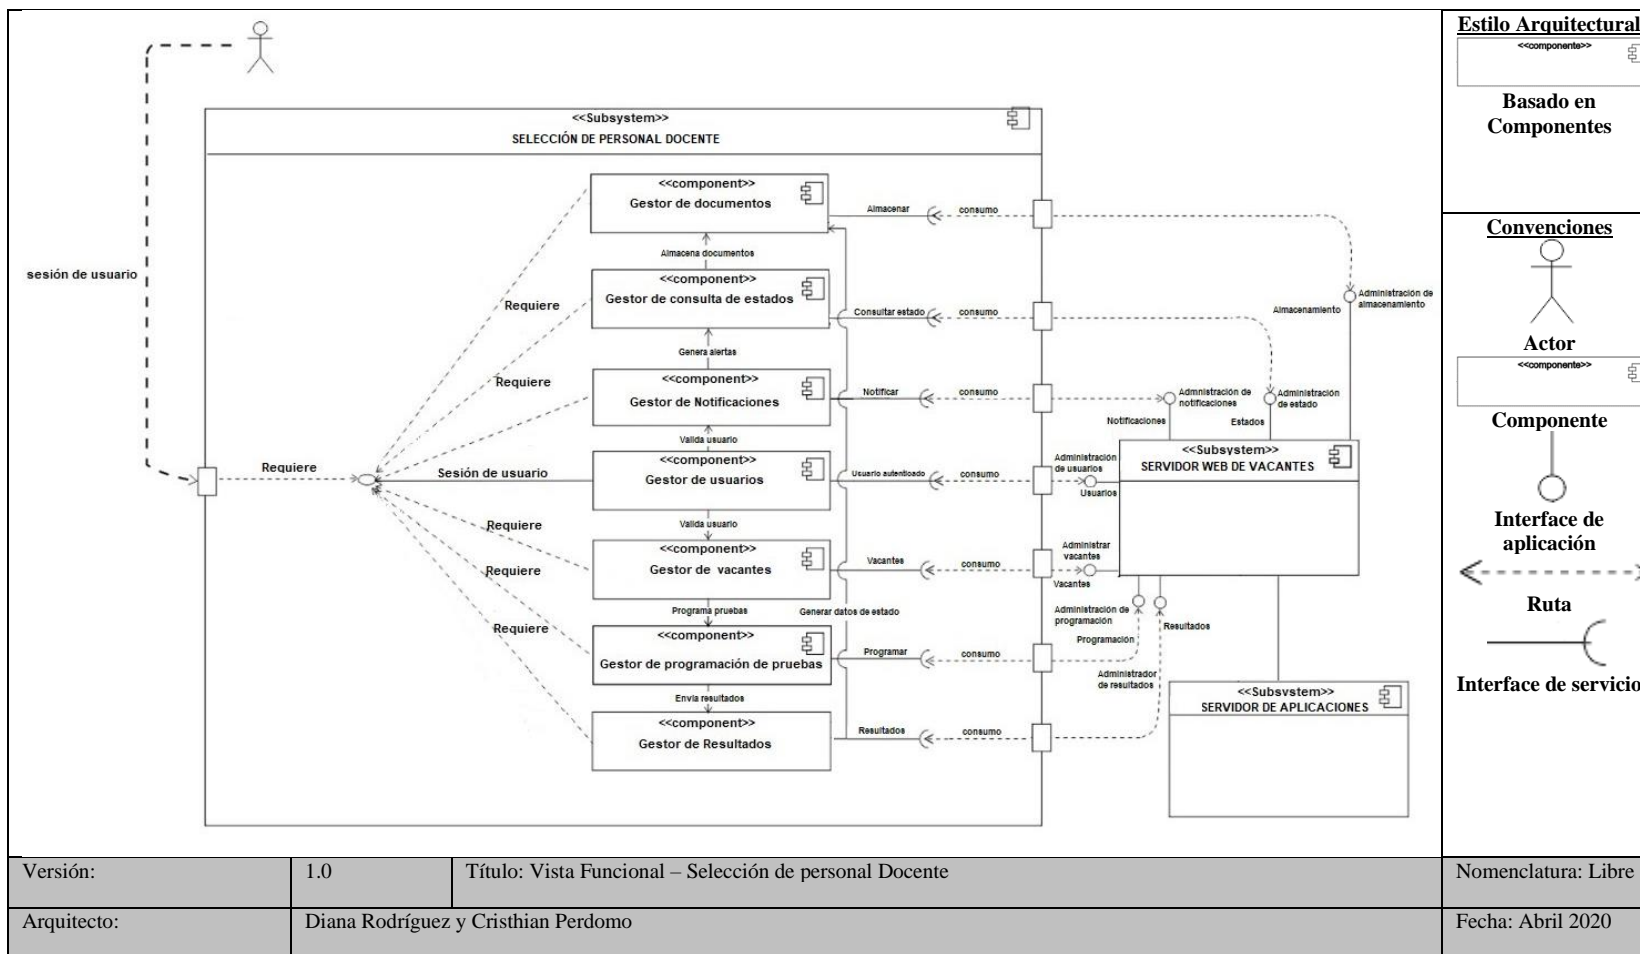 <<Subsystem>>
SELECCIÓN DE PERSONAL DOCENTE
sesión de usuario
<<component>>
Gestor de documentos
Almacenar
consumo
Almacena documentos
<<component>>
Gestor de consulta de estados
Consultar estado
consumo
Requiere
Genera alertas
<<component>>
Gestor de Notificaciones
Notificar
consumo
Requiere
Valida usuario
<<component>>
Gestor de usuarios
Usuario autenticado
consumo
Requiere
Sesión de usuario
Valida usuario
<<component>>
Gestor de vacantes
Vacantes
consumo
Requiere
Programa pruebas
Generar datos de estado
Requiere
<<component>>
Gestor de programación de pruebas
Programar
consumo
Requiere
Envia resultados
<<component>>
Gestor de Resultados
Resultados
consumo
Administración de
almacenamiento
Almacenamiento
Admnistración de
notificaciones
Notificaciones
Administración
de estado
Estados
<<Subsystem>>
SERVIDOR WEB DE VACANTES
Administración
de usuarios
Usuarios
Administrar
vacantes
Vacantes
Administración de
programación
Programación
Resultados
Administrador
de resultados
<<Subsystem>>
SERVIDOR DE APLICACIONES
Estilo Arquitectural
<<componente>>
Basado en
Componentes
Convenciones
Actor
<<componente>>
Componente
Interface de
aplicación
Ruta
Interface de servicio
Versión:
1.0
Título: Vista Funcional – Selección de personal Docente
Nomenclatura: Libre
Arquitecto:
Diana Rodríguez y Cristhian Perdomo
Fecha: Abril 2020